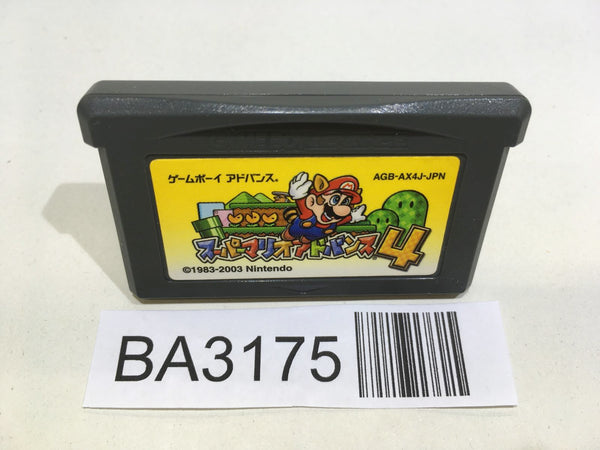 ゲームボーイ アドバンス®
AGB-AX4J-JPN
スーパーマリオアドバンス4
©1983-2003 Nintendo
BA3175